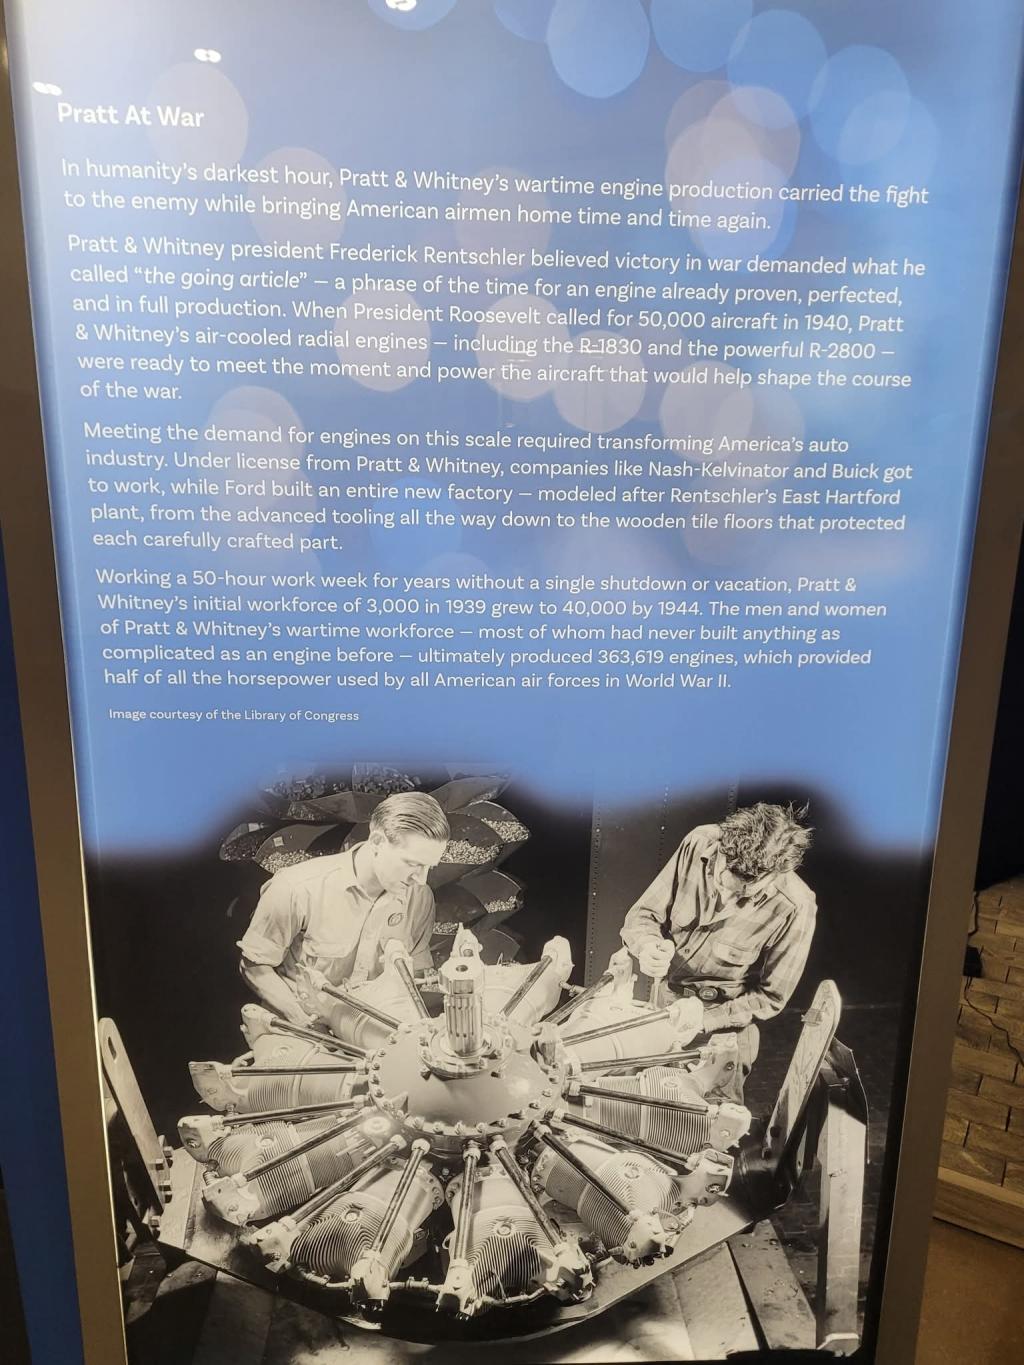 Pratt At War
In humanity's darkest hour, Pratt & Whitney's wartime engine production carried the fight
to the enemy while bringing American airmen home time and time again.
Pratt & Whitney president Frederick Rentschler believed victory in war demanded what he
called “the going article” — a phrase of the time for an engine already proven, perfected,
and in full production. When President Roosevelt called for 50,000 aircraft in 1940, Pratt
& Whitney's air-cooled radial engines — including the R-1830 and the powerful R-2800 —
were ready to meet the moment and power the aircraft that would help shape the course
of the war.
Meeting the demand for engines on this scale required transforming America's auto
industry. Under license from Pratt & Whitney, companies like Nash-Kelvinator and Buick got
to work, while Ford built an entire new factory — modeled after Rentschler's East Hartford
plant, from the advanced tooling all the way down to the wooden tile floors that protected
each carefully crafted part.
Working a 50-hour work week for years without a single shutdown or vacation, Pratt &
Whitney's initial workforce of 3,000 in 1939 grew to 40,000 by 1944. The men and women
of Pratt & Whitney's wartime workforce — most of whom had never built anything as
complicated as an engine before — ultimately produced 363,619 engines, which provided
half of all the horsepower used by all American air forces in World War II.
Image courtesy of the Library of Congress